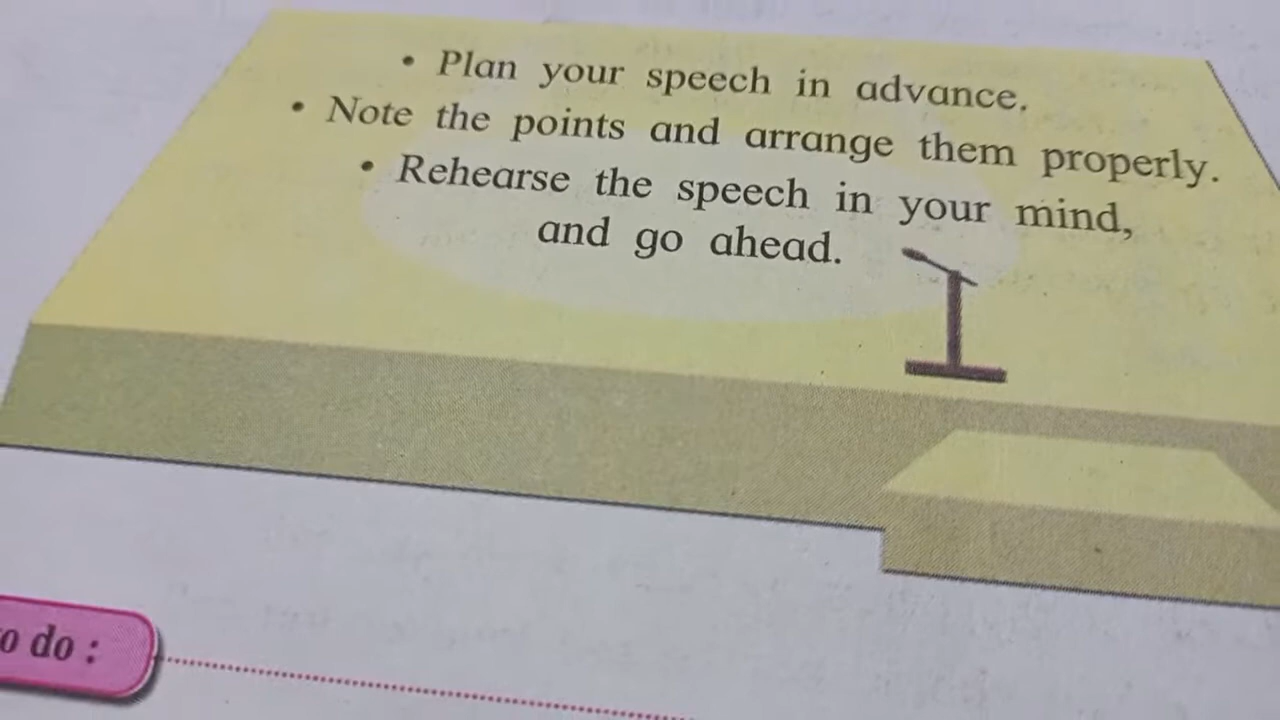 • Plan your speech in advance.
• Note the points and arrange them properly.
• Rehearse the speech in your mind,
and go ahead.
o do :